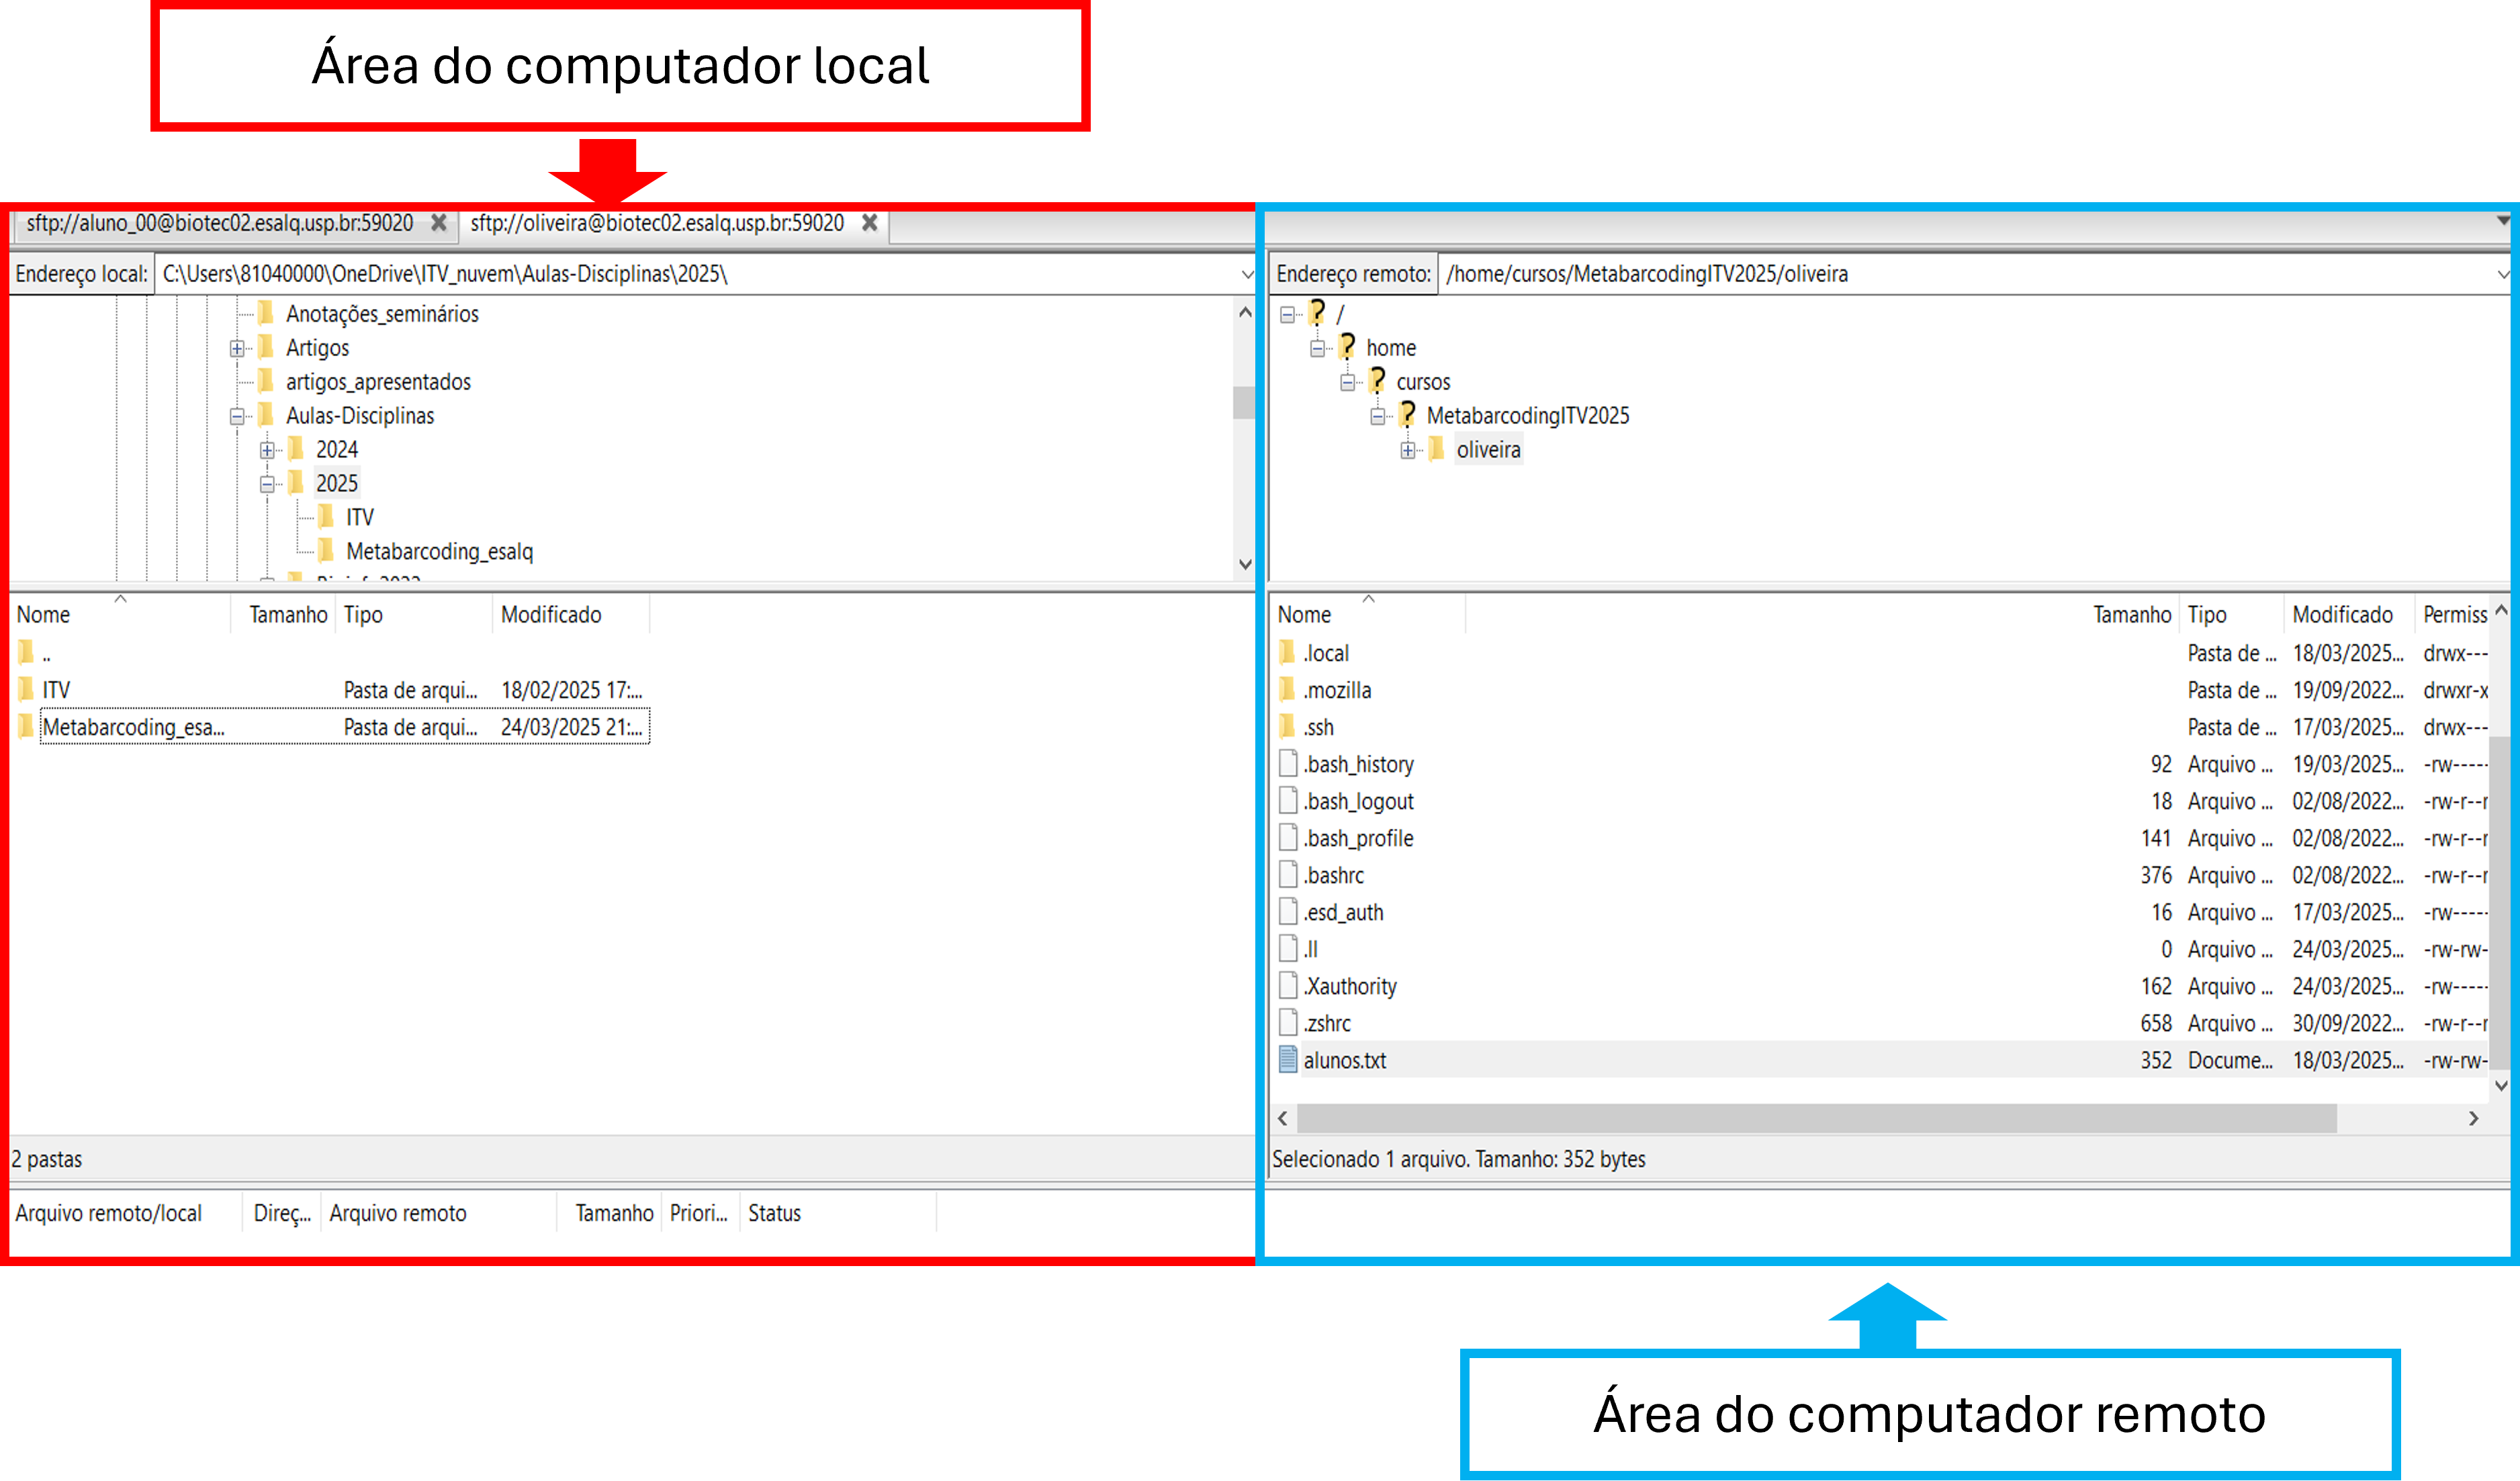 Área do computador local
sftp://aluno_00@biotec02.esalq.usp.br:59020
sftp://oliveira@biotec02.esalq.usp.br:59020
Endereço local: C:\Users\81040000\OneDrive\ITV_nuvem\Aulas-Disciplinas\2025\
Anotações_seminários
Artigos
artigos_apresentados
Aulas-Disciplinas
2024
2025
ITV
Metabarcoding_esalq
Nome Tamanho Tipo Modificado
..
ITV Pasta de arqui... 18/02/2025 17:...
Metabarcoding_esa... Pasta de arqui... 24/03/2025 21:...
2 pastas
Arquivo remoto/local Direç... Arquivo remoto Tamanho Priori... Status
Endereço remoto: /home/cursos/MetabarcodingITV2025/oliveira
/
home
cursos
MetabarcodingITV2025
oliveira
Nome Tamanho Tipo Modificado Permiss
.local Pasta de ... 18/03/2025... drwx---
.mozilla Pasta de ... 19/09/2022... drwxr-x
.ssh Pasta de ... 17/03/2025... drwx---
.bash_history 92 Arquivo ... 19/03/2025... -rw-----
.bash_logout 18 Arquivo ... 02/08/2022... -rw-r--r
.bash_profile 141 Arquivo ... 02/08/2022... -rw-r--r
.bashrc 376 Arquivo ... 02/08/2022... -rw-r--r
.esd_auth 16 Arquivo ... 17/03/2025... -rw-----
.ll 0 Arquivo ... 24/03/2025... -rw-rw-
.Xauthority 162 Arquivo ... 24/03/2025... -rw-----
.zshrc 658 Arquivo ... 30/09/2022... -rw-r--r
alunos.txt 352 Docume... 18/03/2025... -rw-rw-
Selecionado 1 arquivo. Tamanho: 352 bytes
Área do computador remoto